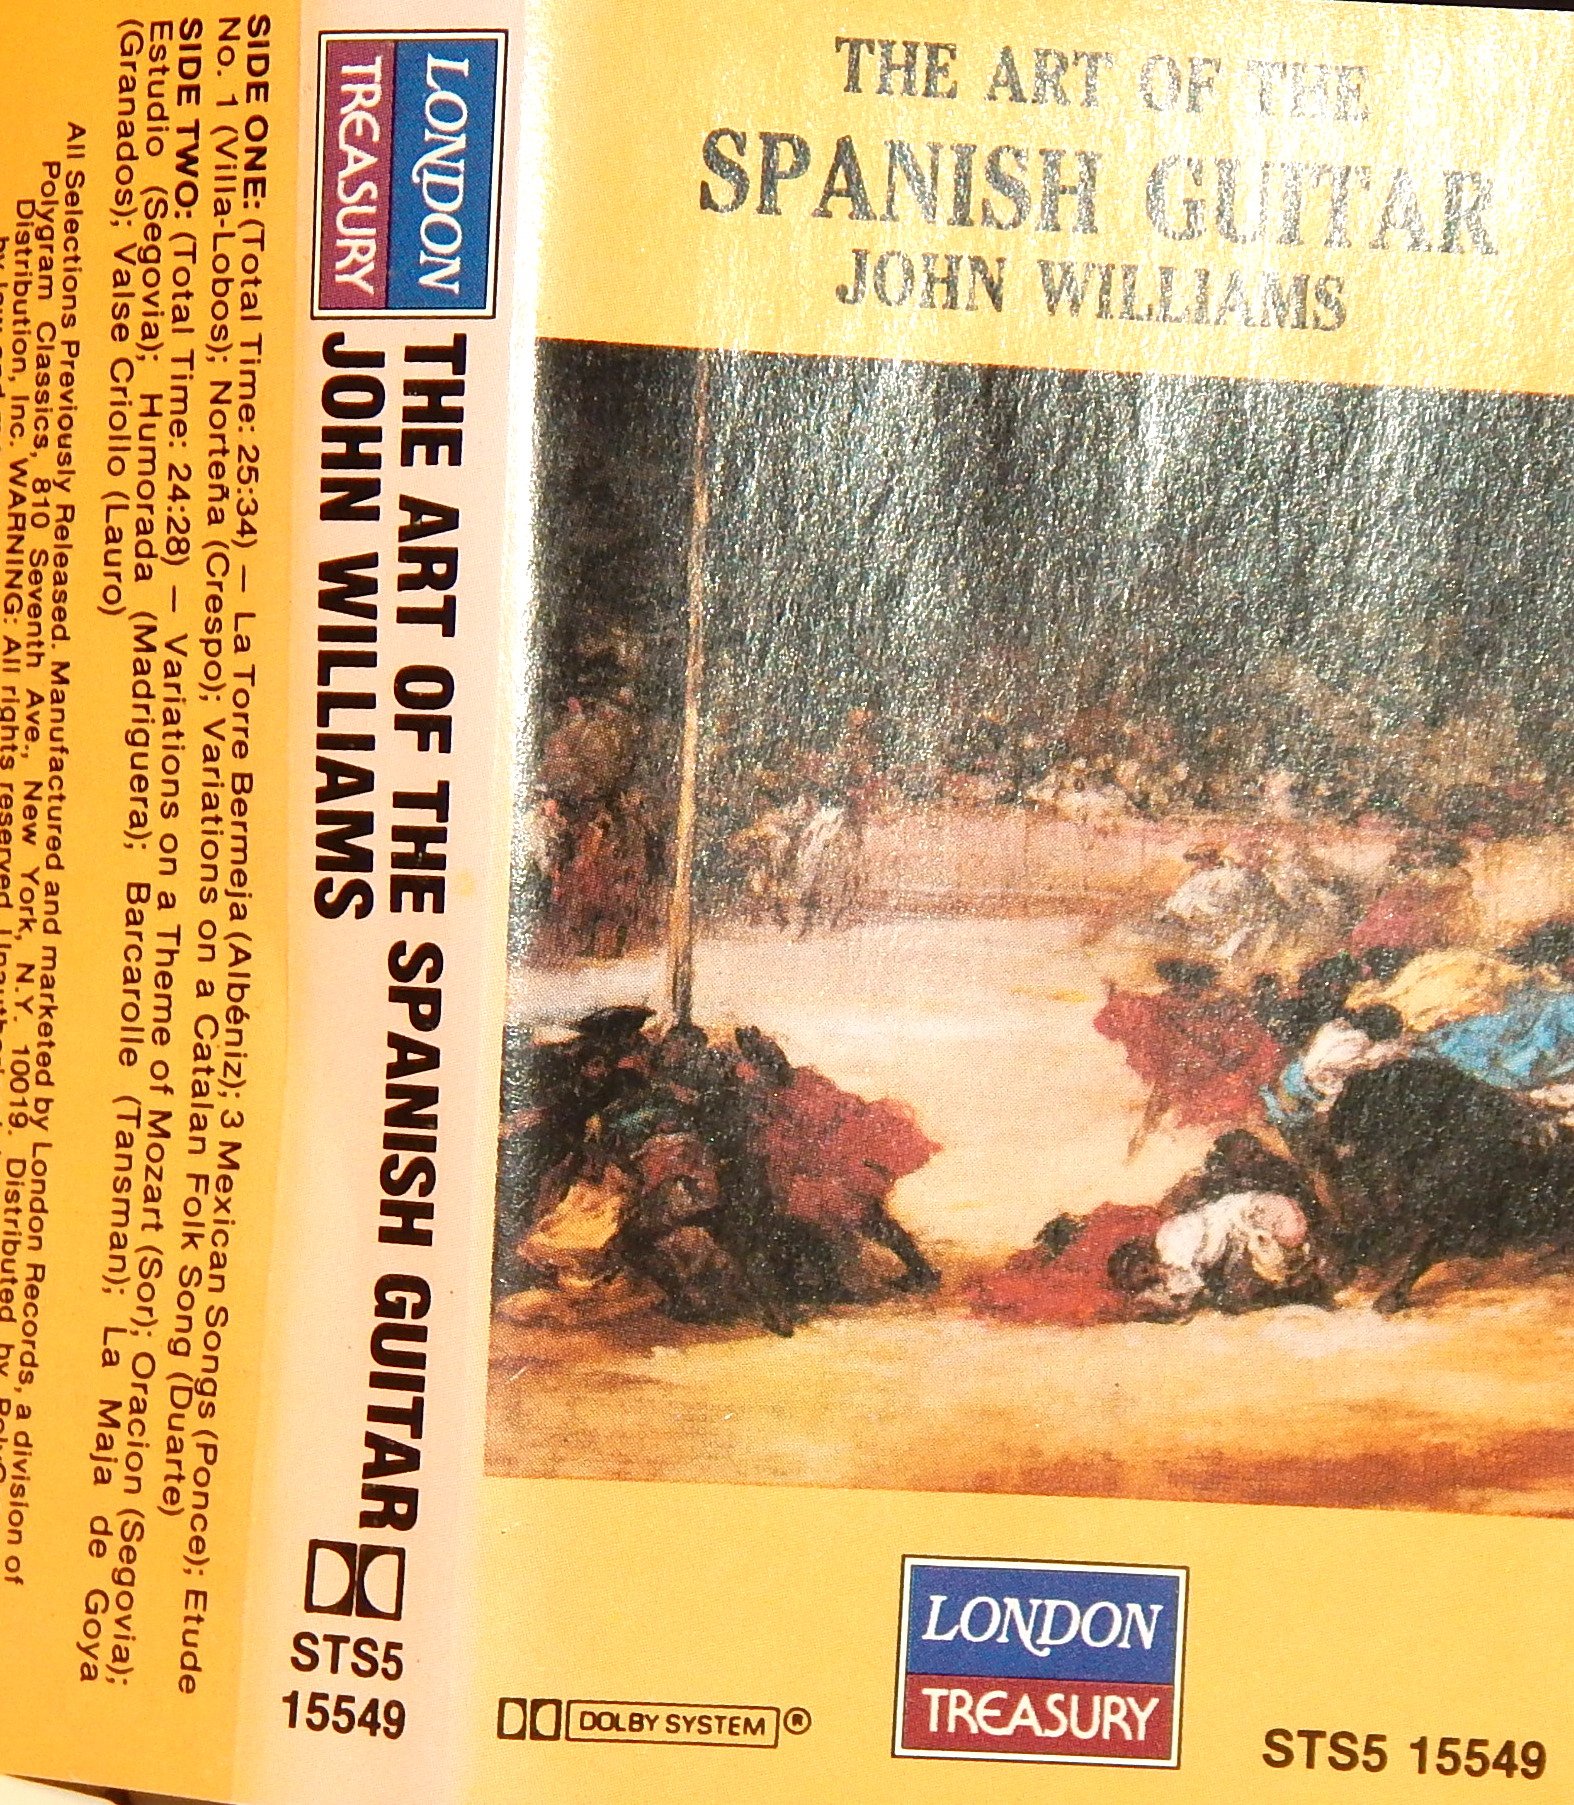 THE ART OF THE
SPANISH GUITAR
JOHN WILLIAMS
LONDON
TREASURY
DOLBY SYSTEM ®
STS5 15549
LONDON
TREASURY
THE ART OF THE SPANISH GUITAR
JOHN WILLIAMS
STS5
15549
SIDE ONE: (Total Time: 25:34) — La Torre Bermeja (Albéniz); 3 Mexican Songs (Ponce); Etude
No. 1 (Villa-Lobos); Norteña (Crespo); Variations on a Catalan Folk Song (Duarte)
SIDE TWO: (Total Time: 24:28) — Variations on a Theme of Mozart (Sor); Oracion (Segovia);
Estudio (Segovia); Humorada (Madriguera); Barcarolle (Tansman); La Maja de Goya
(Granados); Valse Criollo (Lauro)
All Selections Previously Released. Manufactured and marketed by London Records, a division of
Polygram Classics, 810 Seventh Ave., New York, N.Y. 10019. Distributed by
Distribution, Inc. WARNING: All rights reserved.